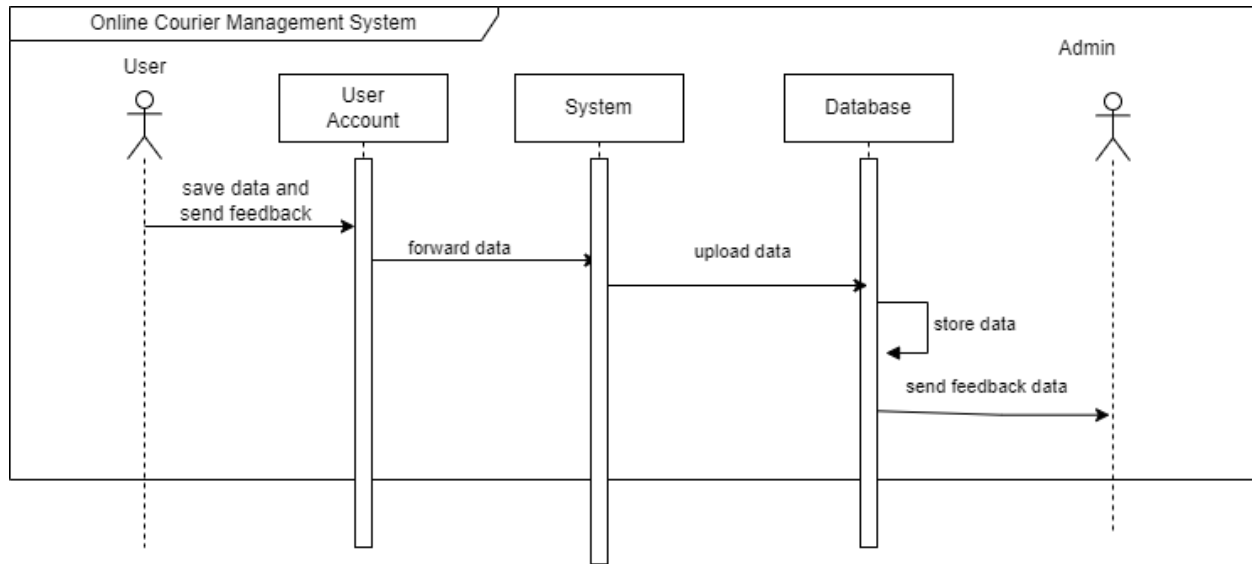 Online Courier Management System
User
Admin
User
Account
System
Database
save data and
send feedback
forward data
upload data
store data
send feedback data